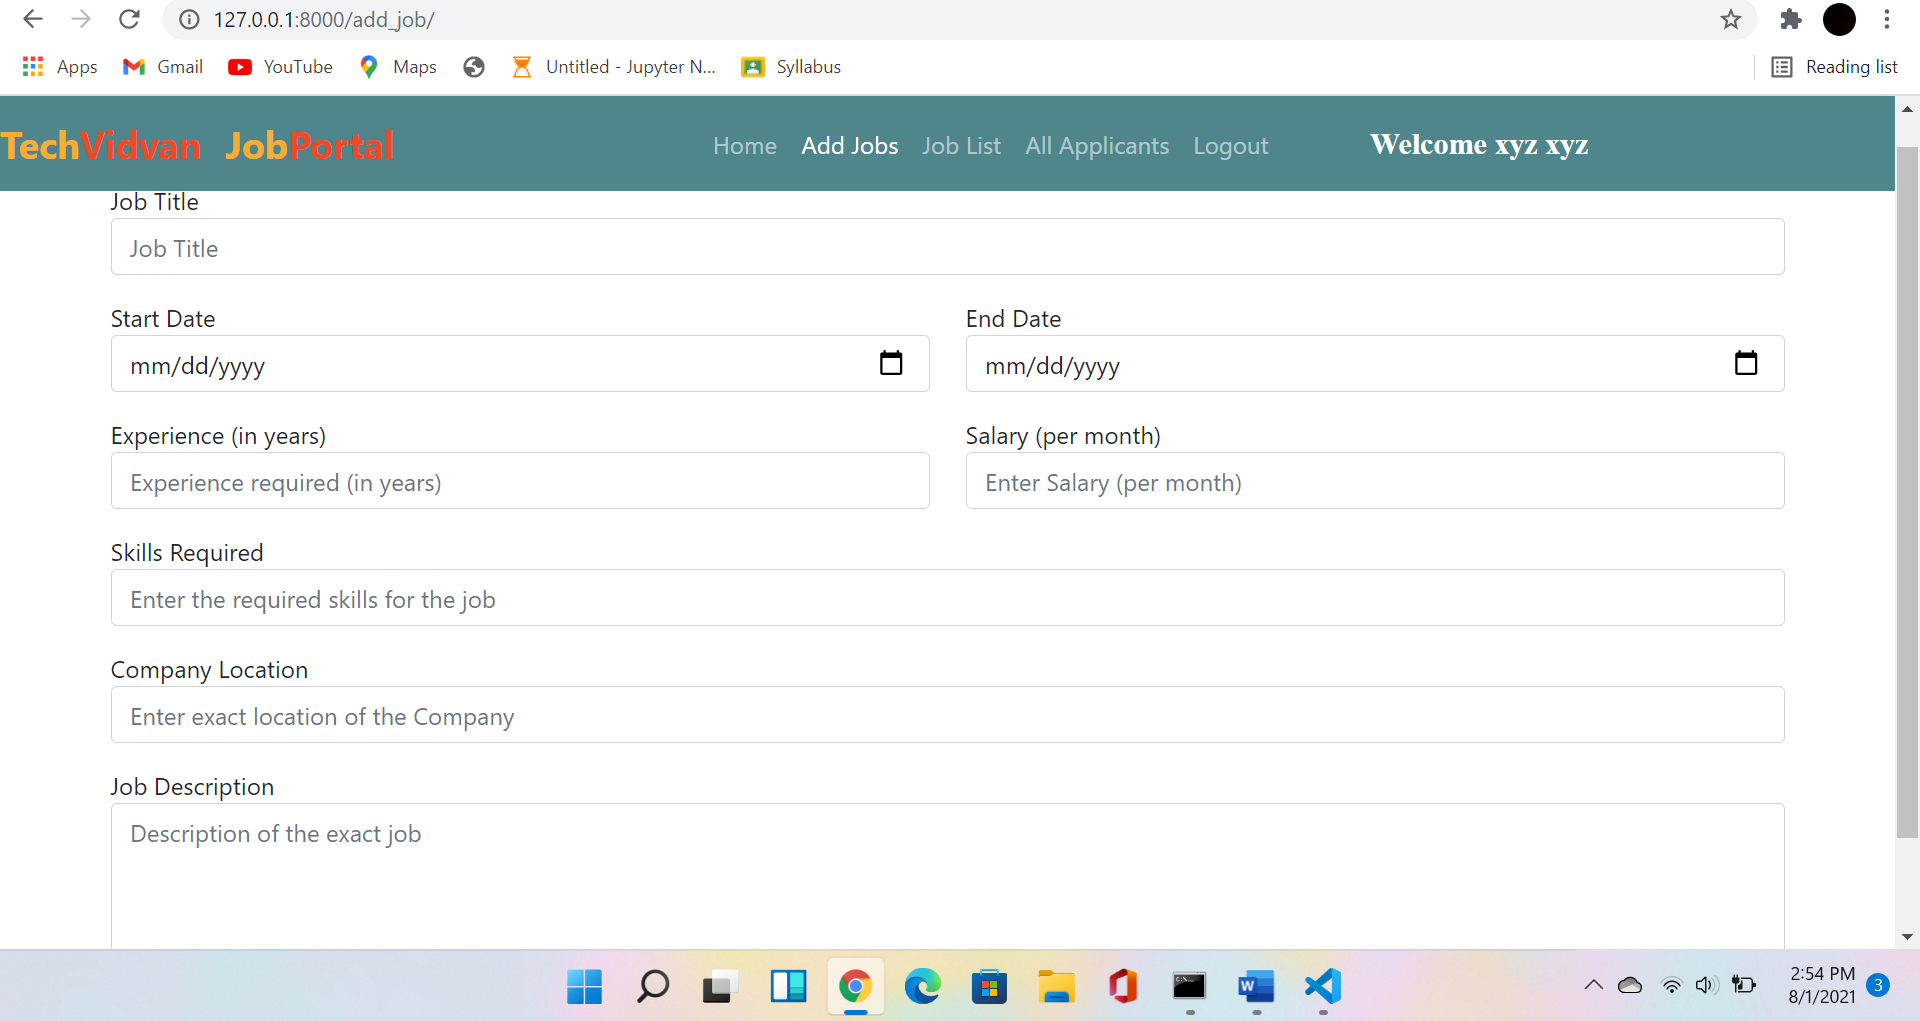 127.0.0.1:8000/add_job/
Apps Gmail YouTube Maps Untitled - Jupyter N... Syllabus Reading list
TechVidvan JobPortal Home Add Jobs Job List All Applicants Logout Welcome xyz xyz
Job Title
Job Title
Start Date End Date
mm/dd/yyyy mm/dd/yyyy
Experience (in years) Salary (per month)
Experience required (in years) Enter Salary (per month)
Skills Required
Enter the required skills for the job
Company Location
Enter exact location of the Company
Job Description
Description of the exact job
2:54 PM
8/1/2021 3